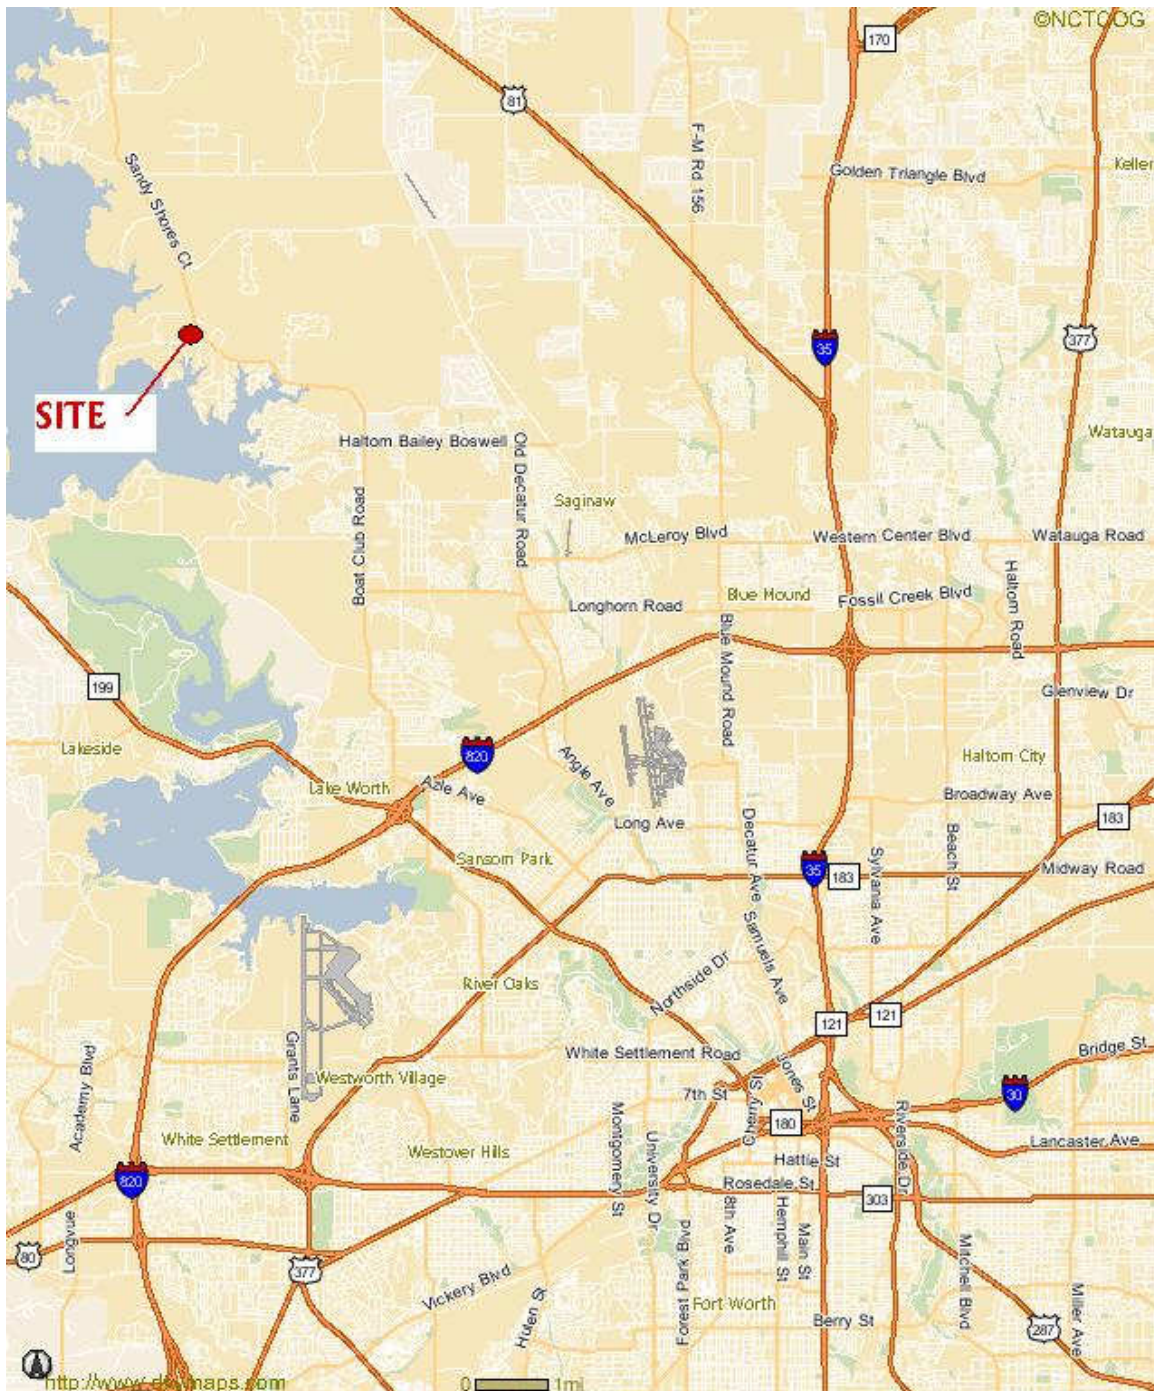 ©NCTCOG
170
81
F-M Rd 156
Golden Triangle Blvd
Keller
Sandy Shores Ct
377
35
SITE
Watauga
Haltom Bailey Boswell
Old Decatur Road
Boat Club Road
Saginaw
McLeroy Blvd
Western Center Blvd
Watauga Road
Haltom Road
Blue Mound
Fossil Creek Blvd
Longhorn Road
Blue Mound Road
199
Glenview Dr
Lakeside
820
Angle Ave
Haltom City
Lake Worth
Azle Ave
Broadway Ave
183
Long Ave
Decatur Ave
Beach St
Sylvania Ave
Sansom Park
35
183
Midway Road
Samuels Ave
Northside Dr
River Oaks
121
121
Grants Lane
White Settlement Road
Jones St
Bridge St
Academy Blvd
Westworth Village
7th St
Cherry St
30
Montgomery St
180
Riverside Dr
White Settlement
Westover Hills
University Dr
Hattie St
Lancaster Ave
820
Rosedale St
303
8th Ave
Hemphill St
Main St
Longvue
80
377
Vickery Blvd
Forest Park Blvd
Mitchell Blvd
Miller Ave
Hulen St
Fort Worth
Berry St
287
0 1mi